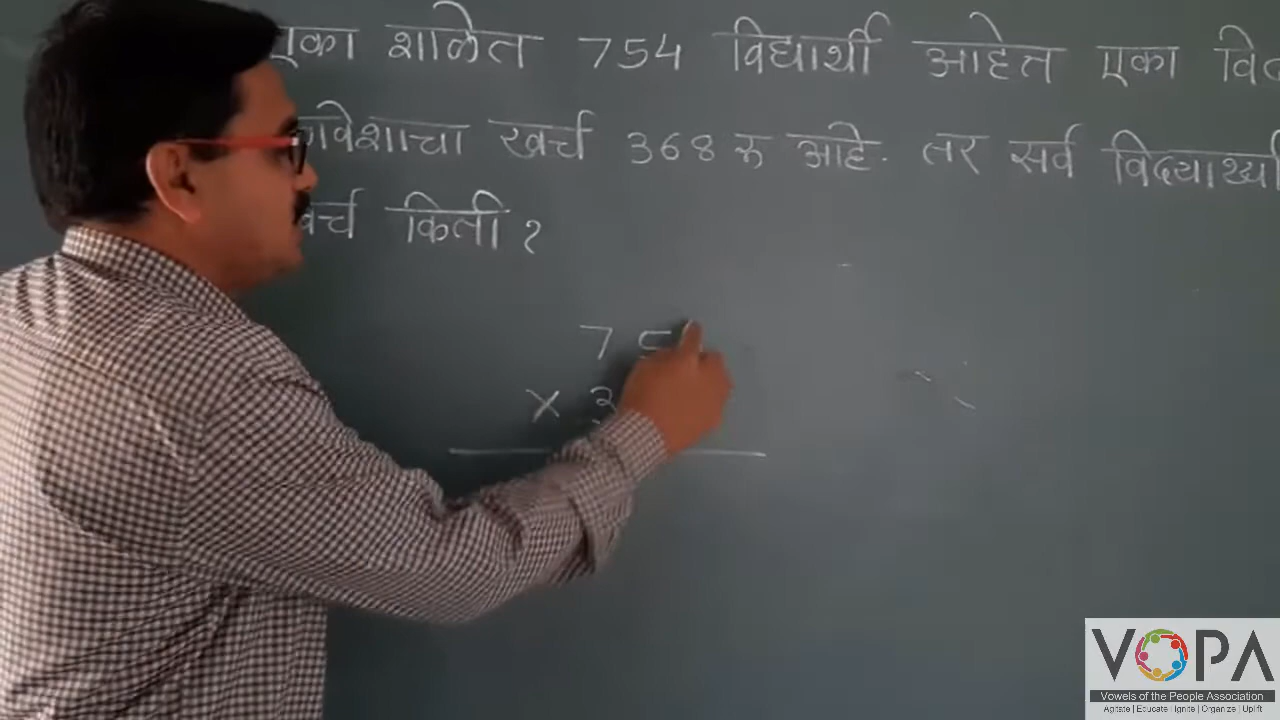 एका शाळेत 754 विद्यार्थी आहेत एका
खर्च 368 रु आहे. तर सर्व
किती ?
7
× 3
VOPA
Vowels of the People Association
Agitate | Educate | Ignite | Organize | Uplift